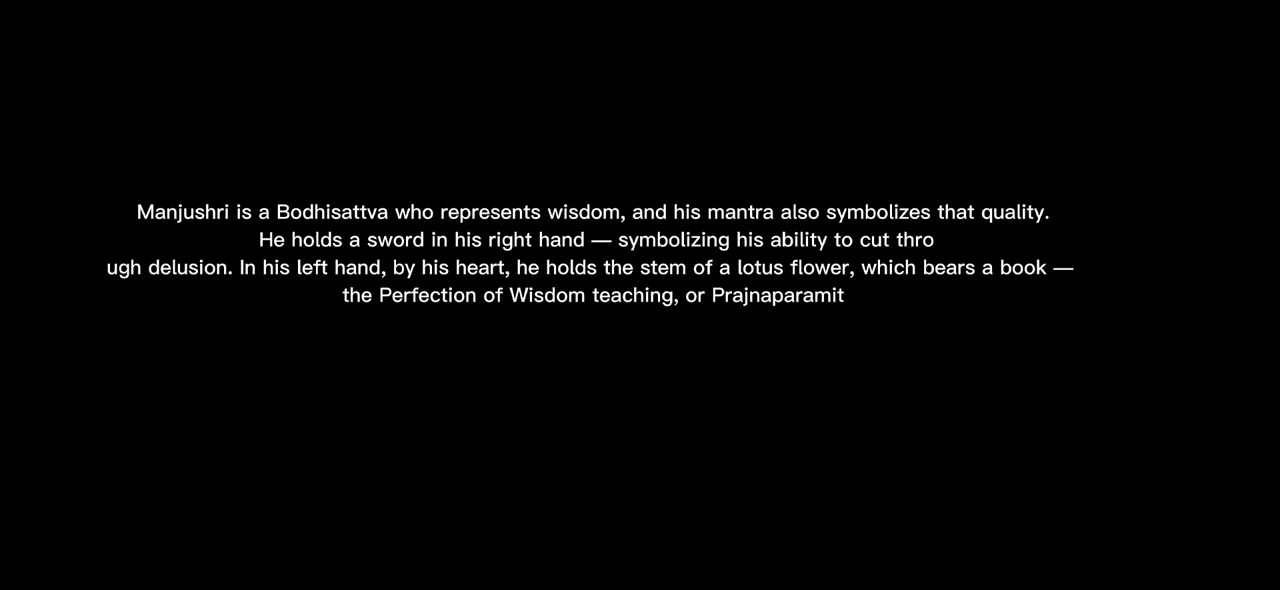 Manjushri is a Bodhisattva who represents wisdom, and his mantra also symbolizes that quality.
He holds a sword in his right hand — symbolizing his ability to cut thro
ugh delusion. In his left hand, by his heart, he holds the stem of a lotus flower, which bears a book —
the Perfection of Wisdom teaching, or Prajnaparamit